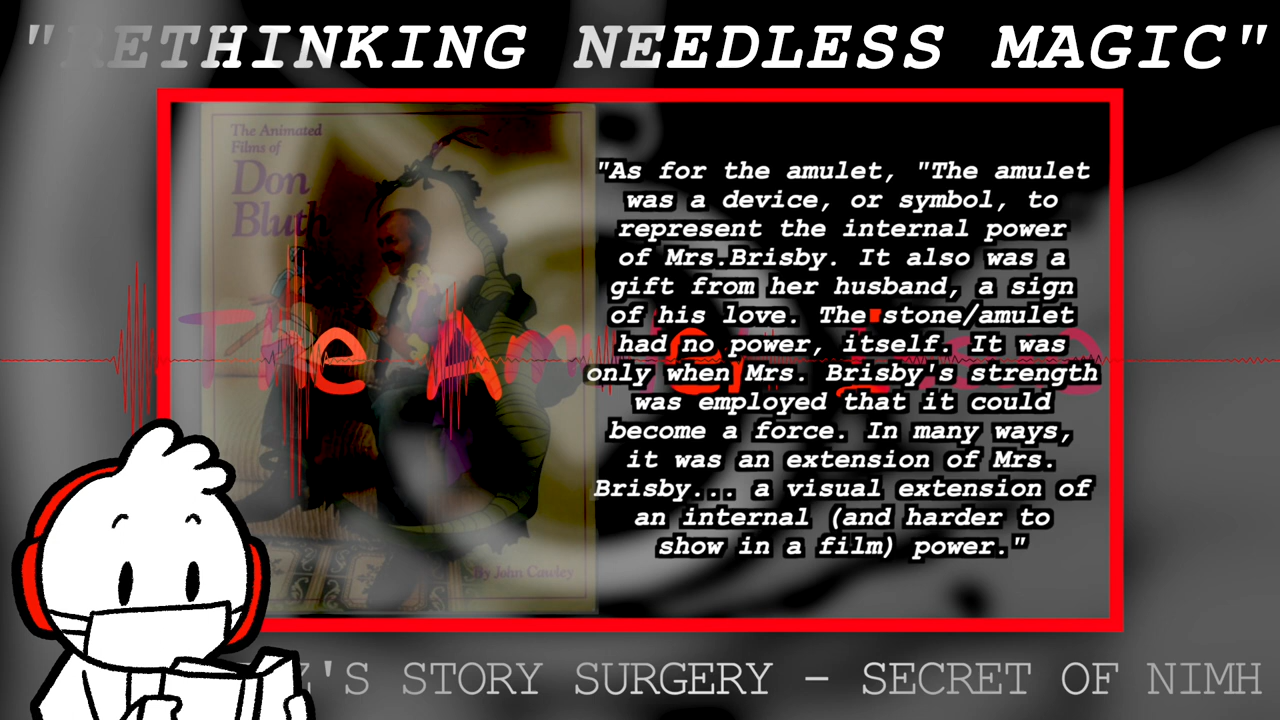 "RETHINKING NEEDLESS MAGIC"
The Animated
Films of
Don
Bluth
"As for the amulet, "The amulet
was a device, or symbol, to
represent the internal power
of Mrs.Brisby. It also was a
gift from her husband, a sign
of his love. The stone/amulet
had no power, itself. It was
only when Mrs. Brisby's strength
was employed that it could
become a force. In many ways,
it was an extension of Mrs.
Brisby... a visual extension of
an internal (and harder to
show in a film) power."
The
By John Cawley
Z'S STORY SURGERY - SECRET OF NIMH